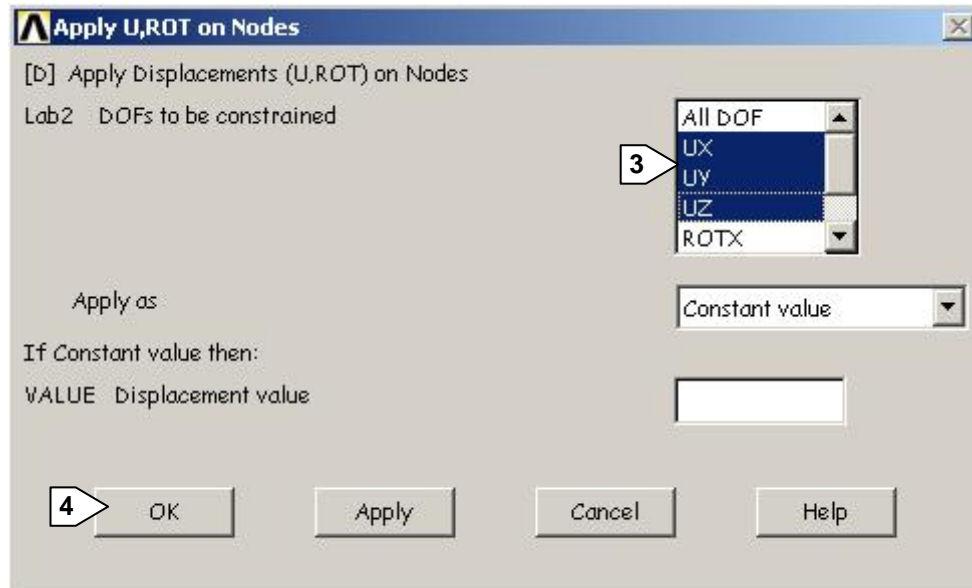 Apply U,ROT on Nodes
[D] Apply Displacements (U,ROT) on Nodes
Lab2 DOFs to be constrained
All DOF
UX
3
UY
UZ
ROTX
Apply as
Constant value
If Constant value then:
VALUE Displacement value
4
OK
Apply
Cancel
Help